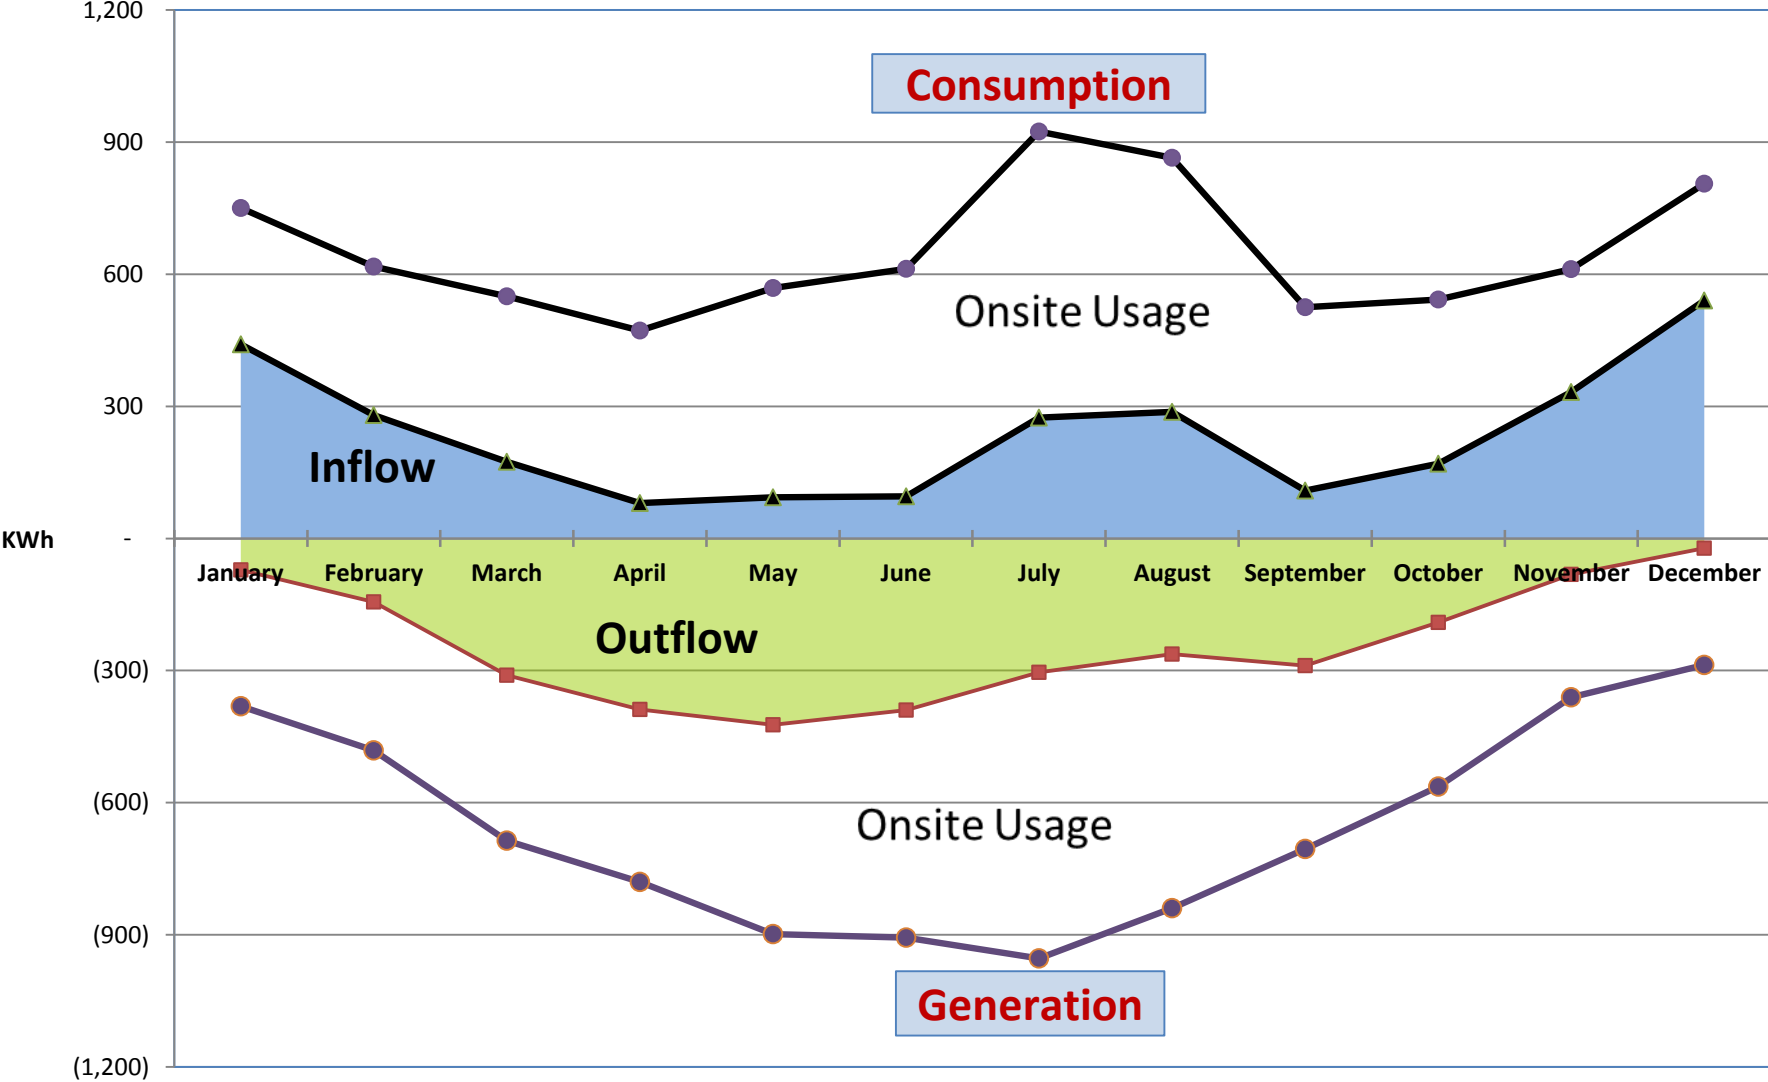 1,200
Consumption
900
600
Onsite Usage
300
Inflow
KWh -
January February March April May June July August September October November December
Outflow
(300)
(600)
Onsite Usage
(900)
Generation
(1,200)